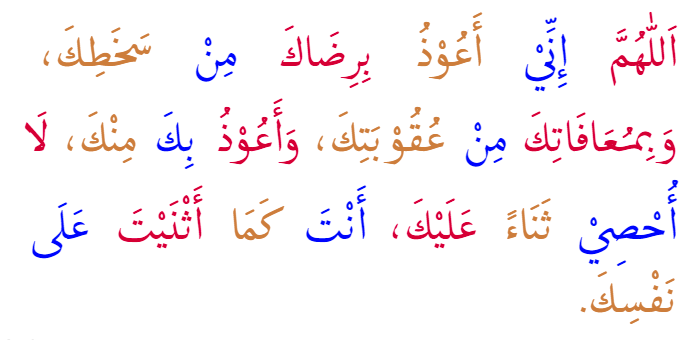 اَللّٰهُمَّ إِنِّيْ أَعُوْذُ بِرِضَاكَ مِنْ سَخَطِكَ،
وَبِمُعَافَاتِكَ مِنْ عُقُوْبَتِكَ، وَأَعُوْذُ بِكَ مِنْكَ، لَا
أُحْصِيْ ثَنَاءً عَلَيْكَ، أَنْتَ كَمَا أَثْنَيْتَ عَلَى
نَفْسِكَ.